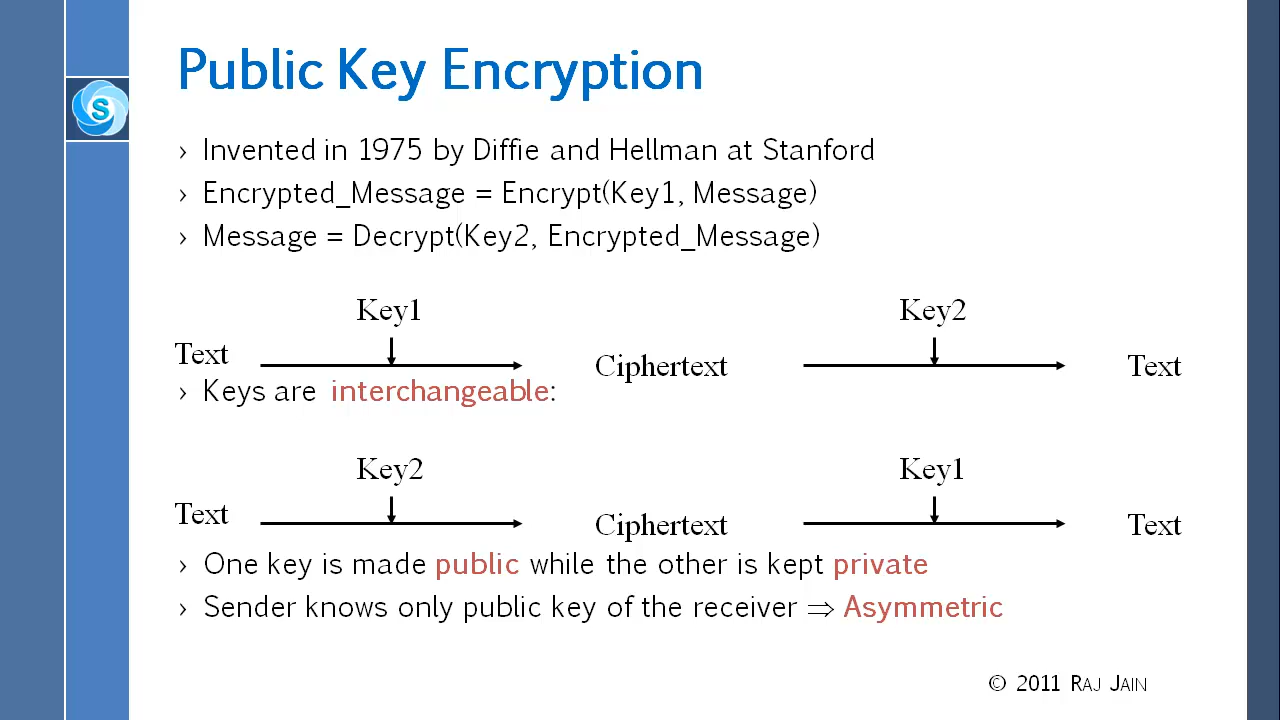 S
Public Key Encryption
› Invented in 1975 by Diffie and Hellman at Stanford
› Encrypted_Message = Encrypt(Key1, Message)
› Message = Decrypt(Key2, Encrypted_Message)
Key1 Key2
Text Ciphertext Text
› Keys are interchangeable:
Key2 Key1
Text Ciphertext Text
› One key is made public while the other is kept private
› Sender knows only public key of the receiver ⇒ Asymmetric
© 2011 RAJ JAIN